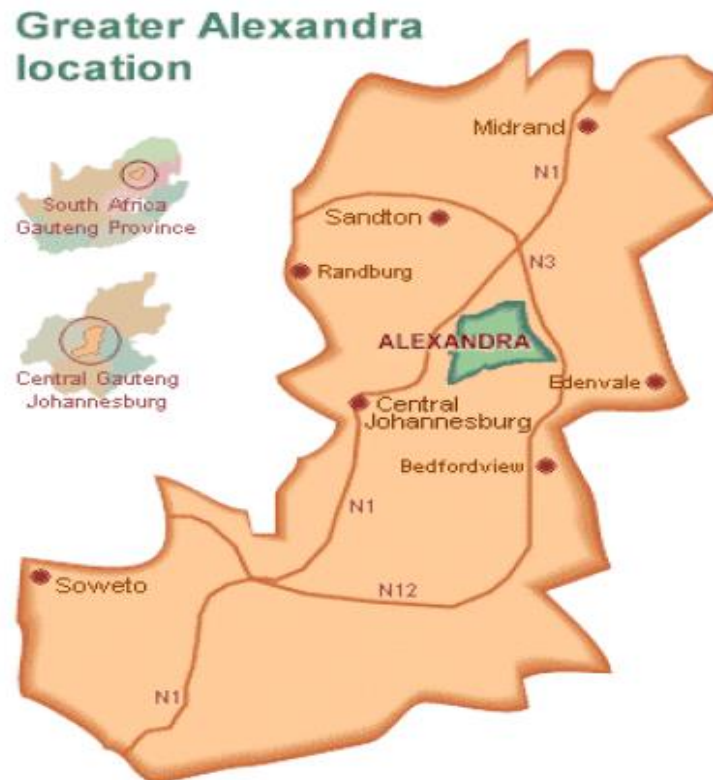 Greater Alexandra
location
South Africa
Gauteng Province
Central Gauteng
Johannesburg
Midrand
N1
Sandton
N3
Randburg
ALEXANDRA
Edenvale
Central
Johannesburg
Bedfordview
N1
Soweto
N12
N1